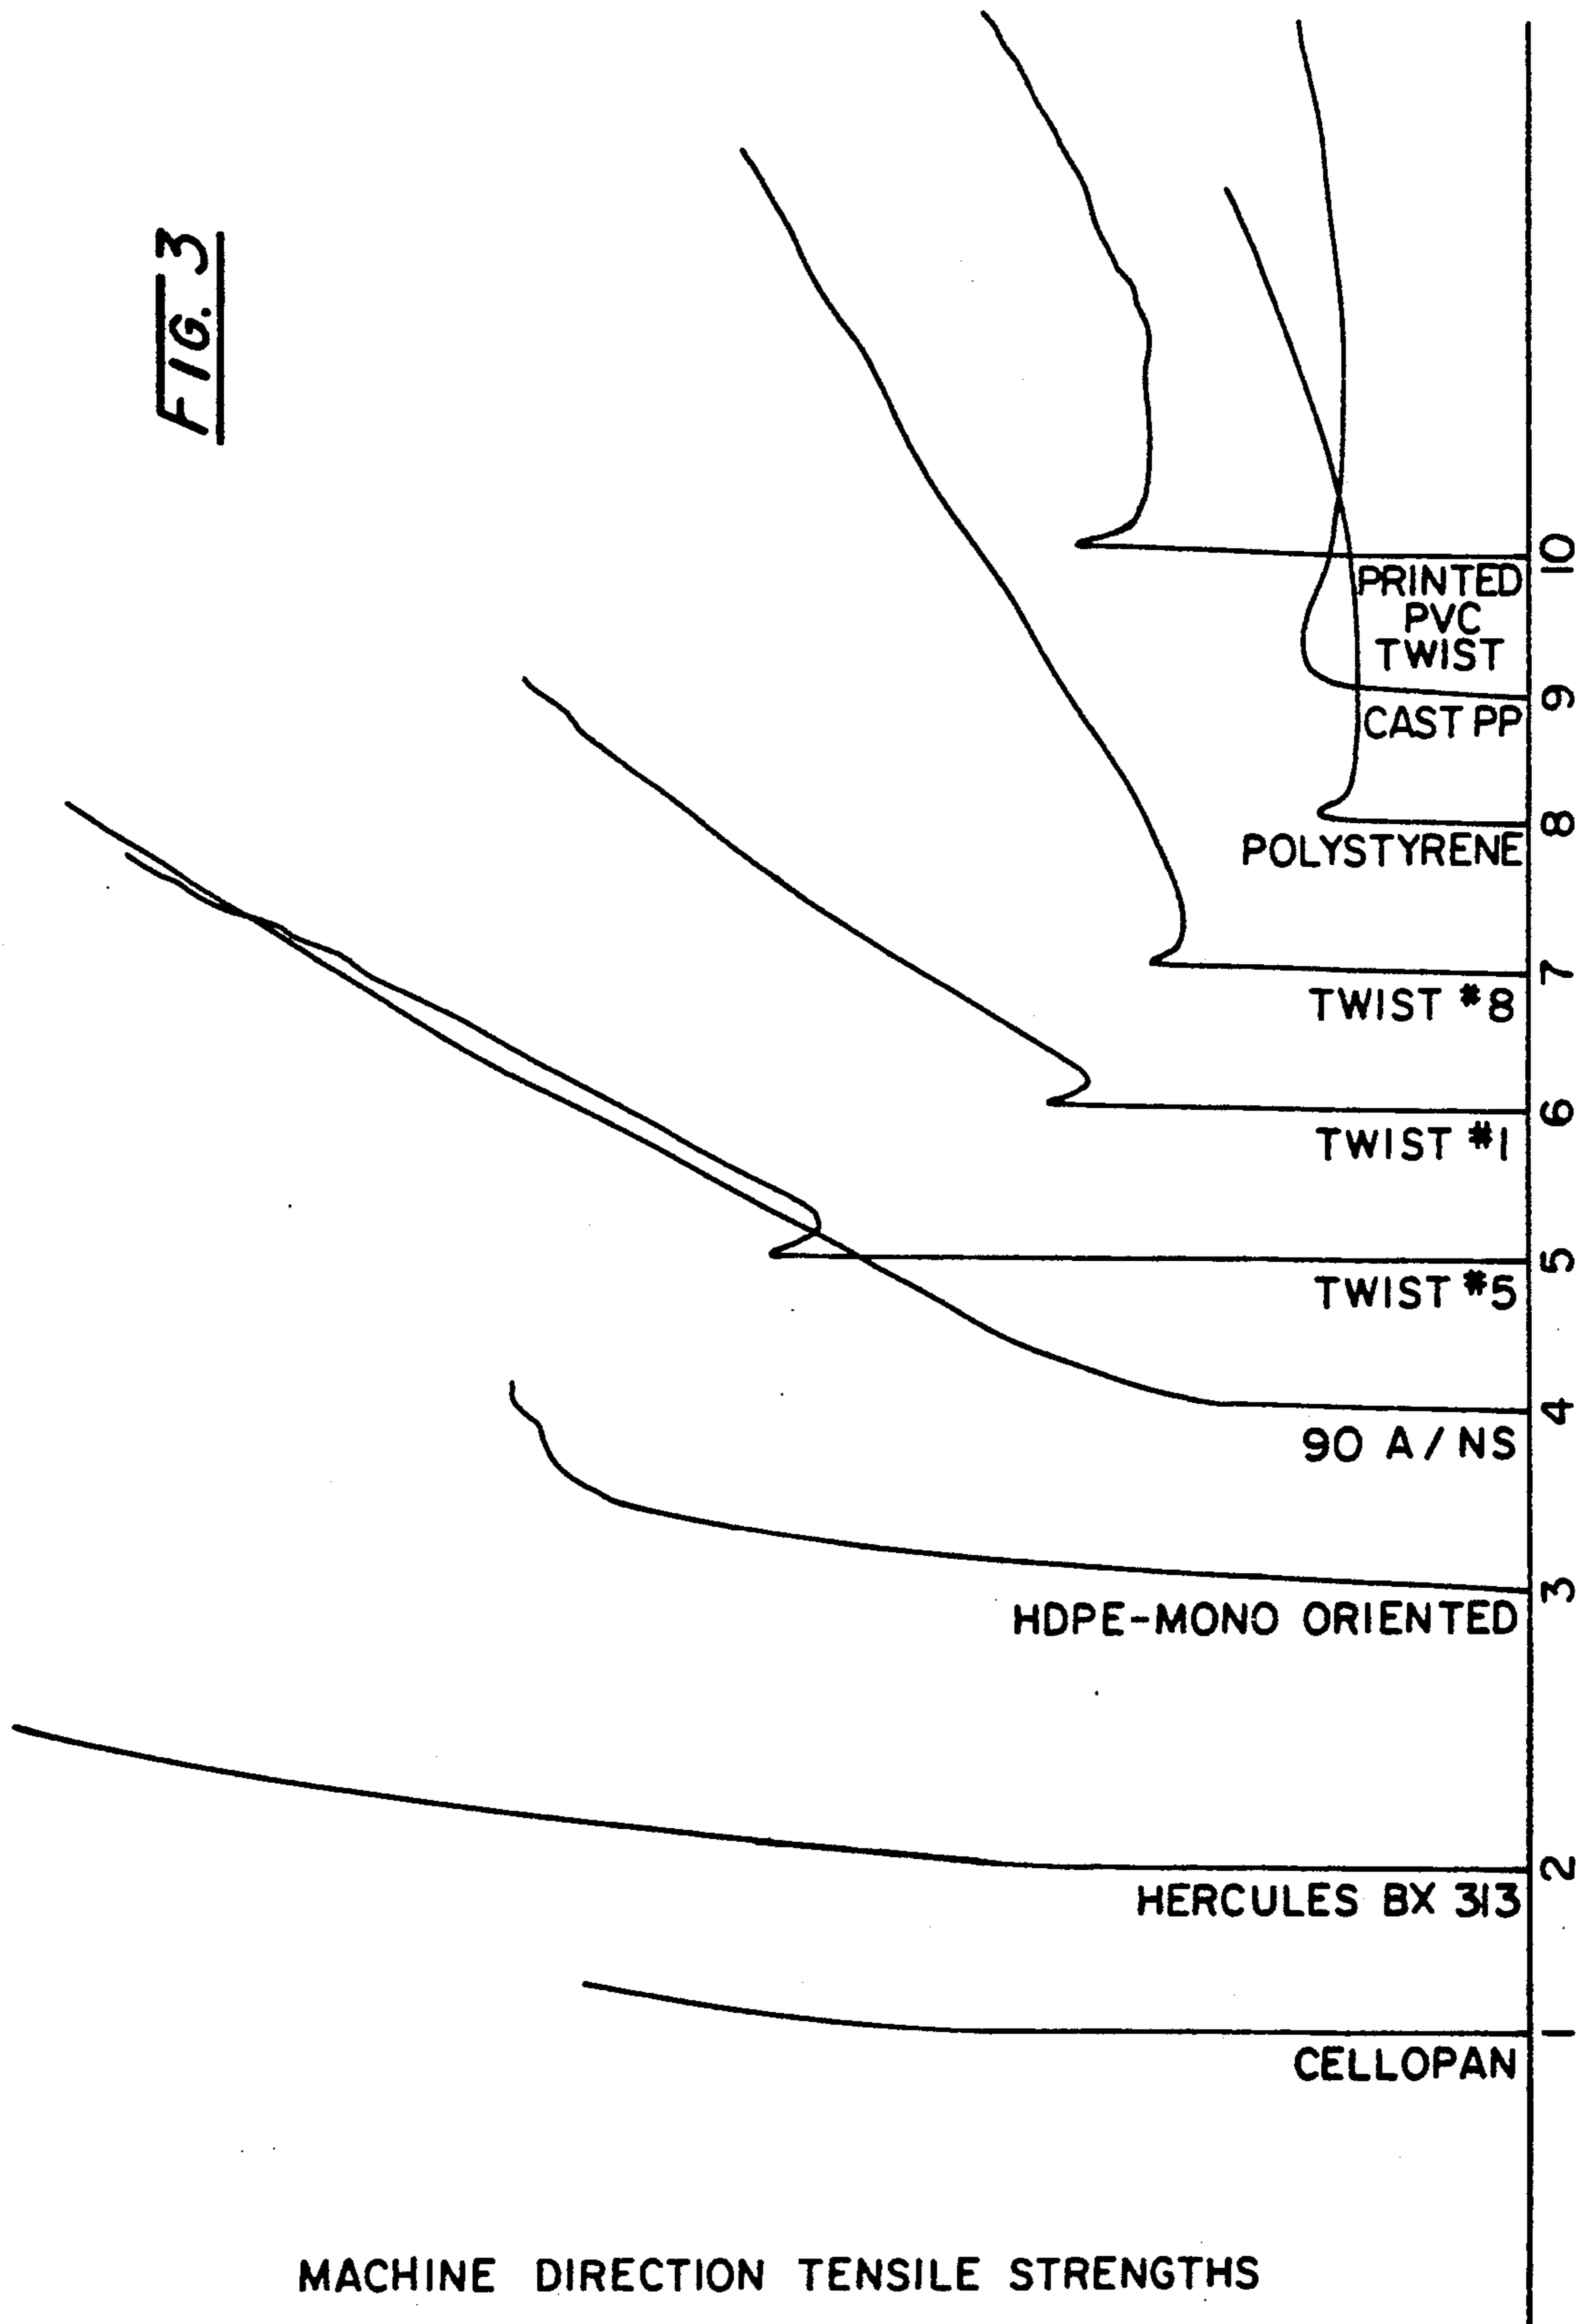 FIG. 3
10
PRINTED
PVC
TWIST
9
CAST PP
8
POLYSTYRENE
7
TWIST #8
6
TWIST #1
5
TWIST #5
4
90 A/NS
3
HDPE-MONO ORIENTED
2
HERCULES BX 313
1
CELLOPAN
MACHINE DIRECTION TENSILE STRENGTHS